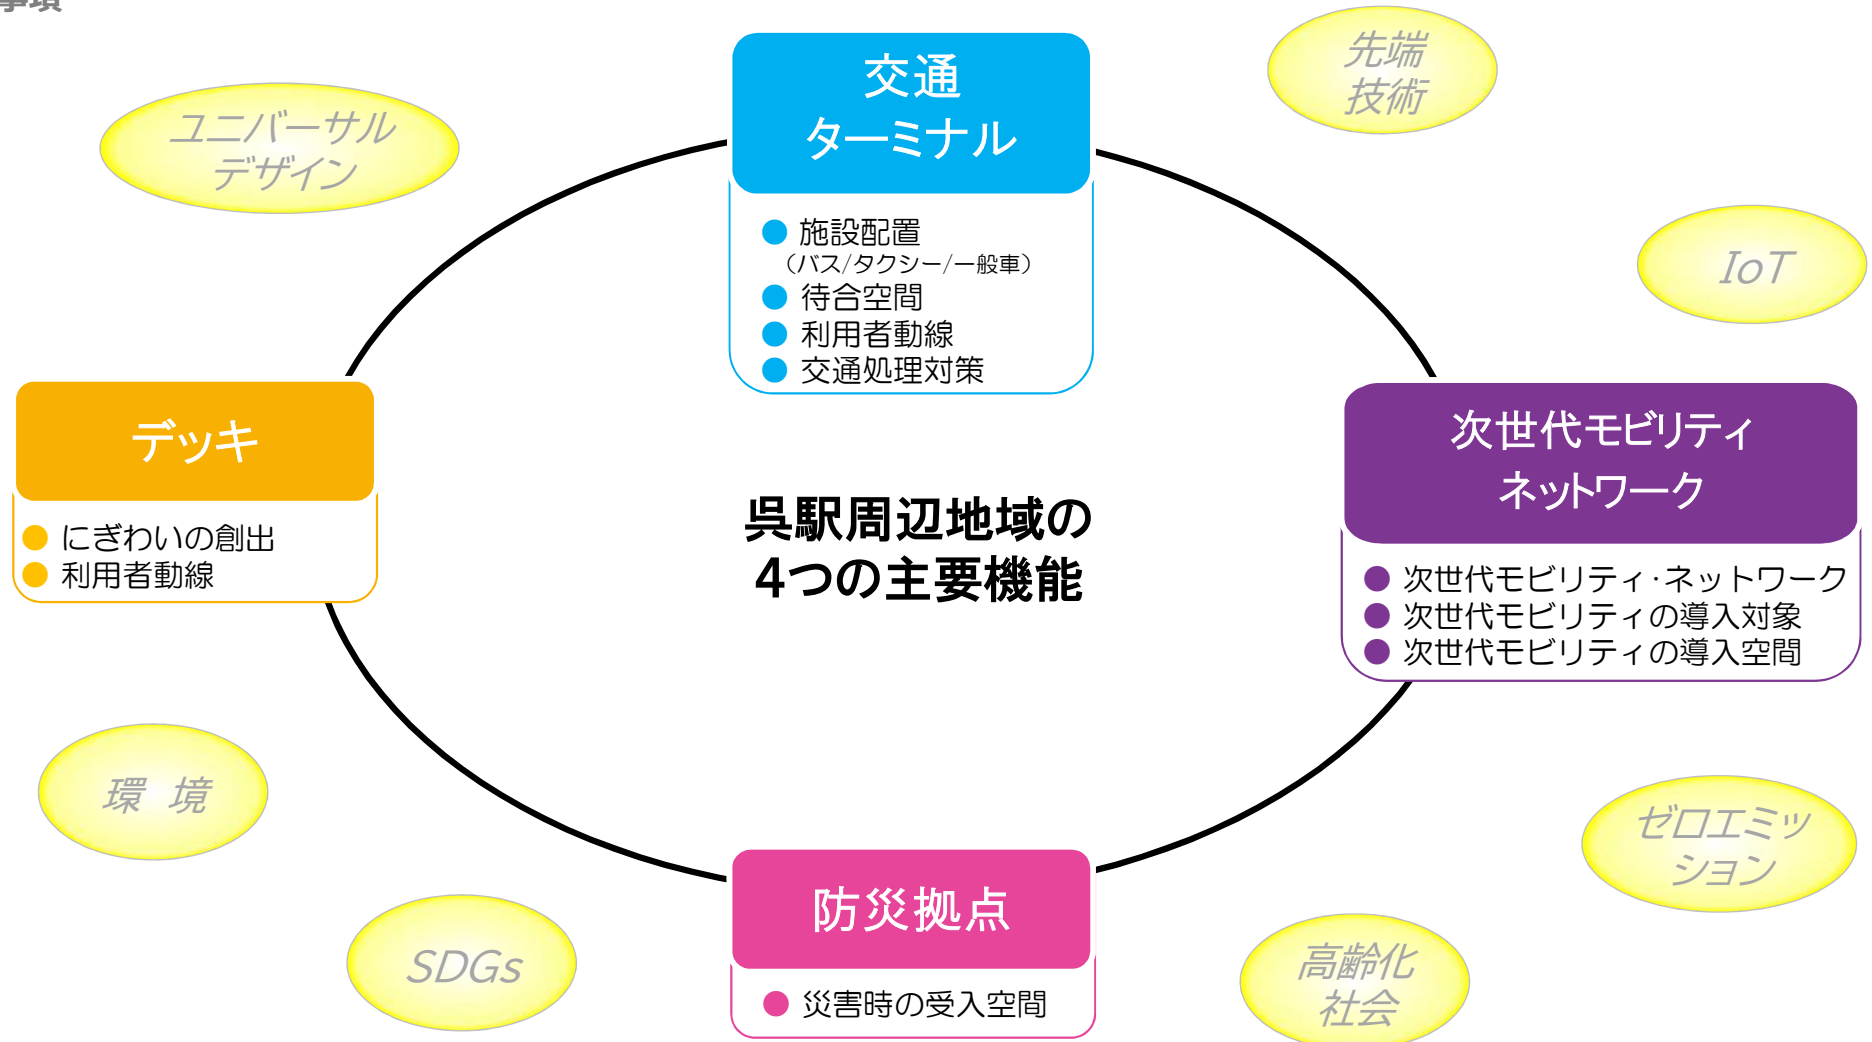 事項
先端
技術
ユニバーサル
デザイン
交通
ターミナル
● 施設配置
（バス/タクシー/一般車）
● 待合空間
● 利用者動線
● 交通処理対策
IoT
デッキ
● にぎわいの創出
● 利用者動線
呉駅周辺地域の
4つの主要機能
次世代モビリティ
ネットワーク
● 次世代モビリティ・ネットワーク
● 次世代モビリティの導入対象
● 次世代モビリティの導入空間
環 境
ゼロエミッ
ション
SDGs
防災拠点
● 災害時の受入空間
高齢化
社会